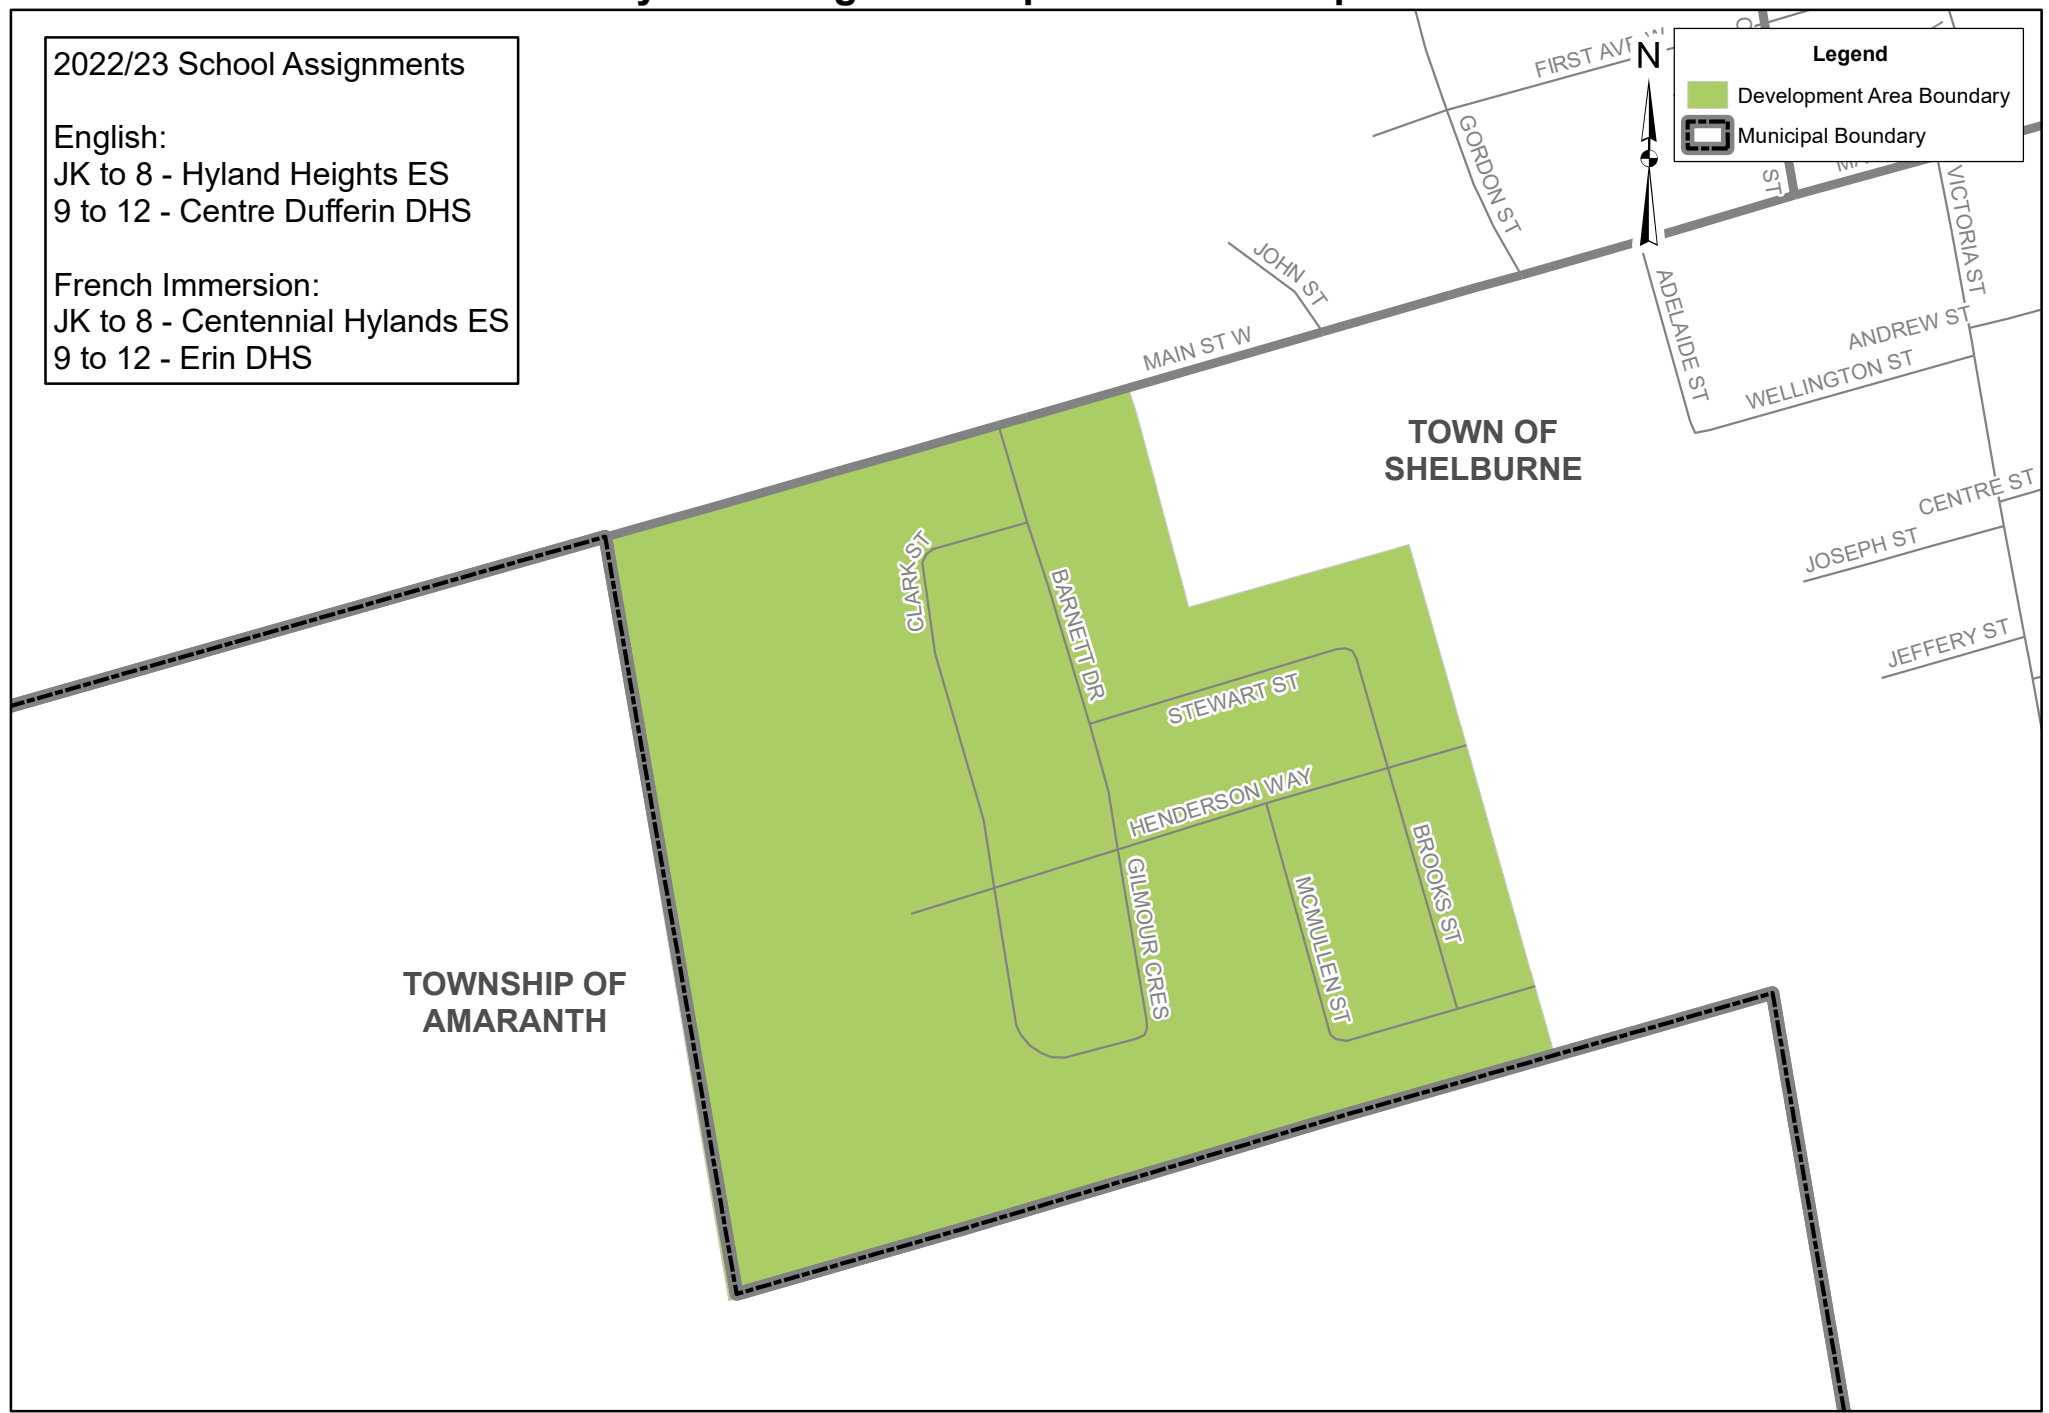 2022/23 School Assignments
English:
JK to 8 - Hyland Heights ES
9 to 12 - Centre Dufferin DHS
French Immersion:
JK to 8 - Centennial Hylands ES
9 to 12 - Erin DHS
N
Legend
Development Area Boundary
Municipal Boundary
FIRST AVE W
GORDON ST
JOHN ST
MAIN ST W
ST
VICTORIA ST
ADELAIDE ST
ANDREW ST
WELLINGTON ST
TOWN OF
SHELBURNE
CENTRE ST
JOSEPH ST
JEFFERY ST
CLARK ST
BARNETT DR
STEWART ST
HENDERSON WAY
GILMOUR CRES
MCMULLEN ST
BROOKS ST
TOWNSHIP OF
AMARANTH